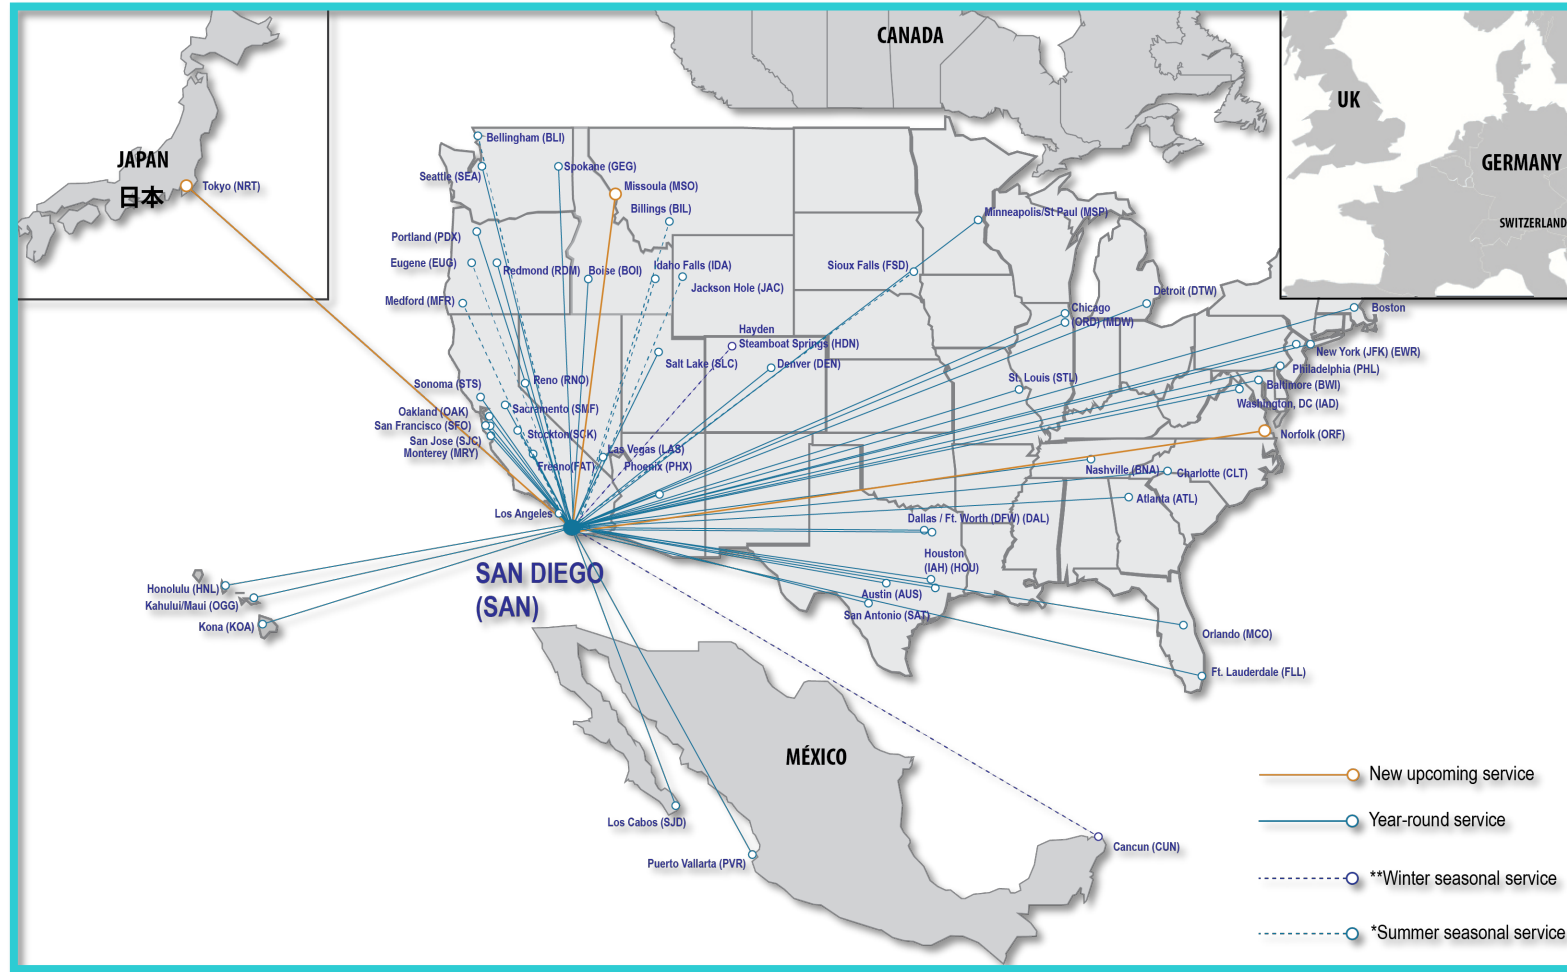 CANADA
UK
GERMANY
SWITZERLAND
JAPAN
日本
Tokyo (NRT)
Bellingham (BLI)
Seattle (SEA)
Spokane (GEG)
Missoula (MSO)
Billings (BIL)
Portland (PDX)
Eugene (EUG)
Redmond (RDM)
Boise (BOI)
Idaho Falls (IDA)
Jackson Hole (JAC)
Medford (MFR)
Minneapolis/St Paul (MSP)
Sioux Falls (FSD)
Detroit (DTW)
Chicago
(ORD) (MDW)
Boston
Hayden
Steamboat Springs (HDN)
Salt Lake (SLC)
Denver (DEN)
New York (JFK) (EWR)
Philadelphia (PHL)
Baltimore (BWI)
Washington, DC (IAD)
St. Louis (STL)
Sonoma (STS)
Reno (RNO)
Oakland (OAK)
Sacramento (SMF)
San Francisco (SFO)
Stockton(SCK)
San Jose (SJC)
Monterey (MRY)
Fresno(FAT)
Las Vegas (LAS)
Phoenix (PHX)
Norfolk (ORF)
Nashville (BNA)
Charlotte (CLT)
Atlanta (ATL)
Los Angeles
Dallas / Ft. Worth (DFW) (DAL)
Houston
(IAH) (HOU)
Austin (AUS)
San Antonio (SAT)
SAN DIEGO
(SAN)
Honolulu (HNL)
Kahului/Maui (OGG)
Kona (KOA)
Orlando (MCO)
Ft. Lauderdale (FLL)
MÉXICO
Los Cabos (SJD)
Puerto Vallarta (PVR)
Cancun (CUN)
New upcoming service
Year-round service
**Winter seasonal service
*Summer seasonal service